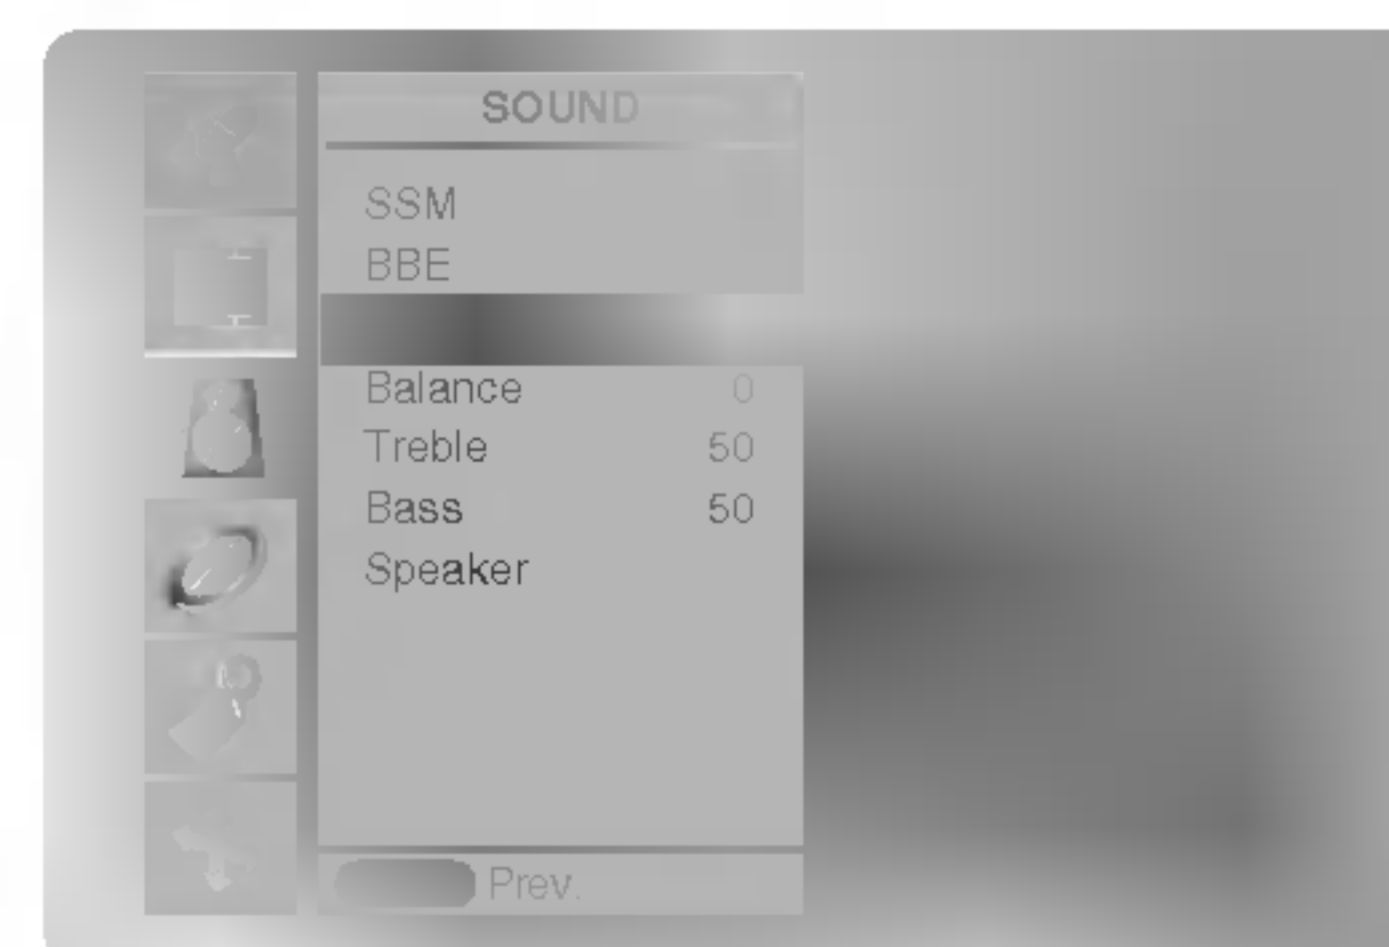 SOUND
SSM
BBE
Balance 0
Treble 50
Bass 50
Speaker
Prev.